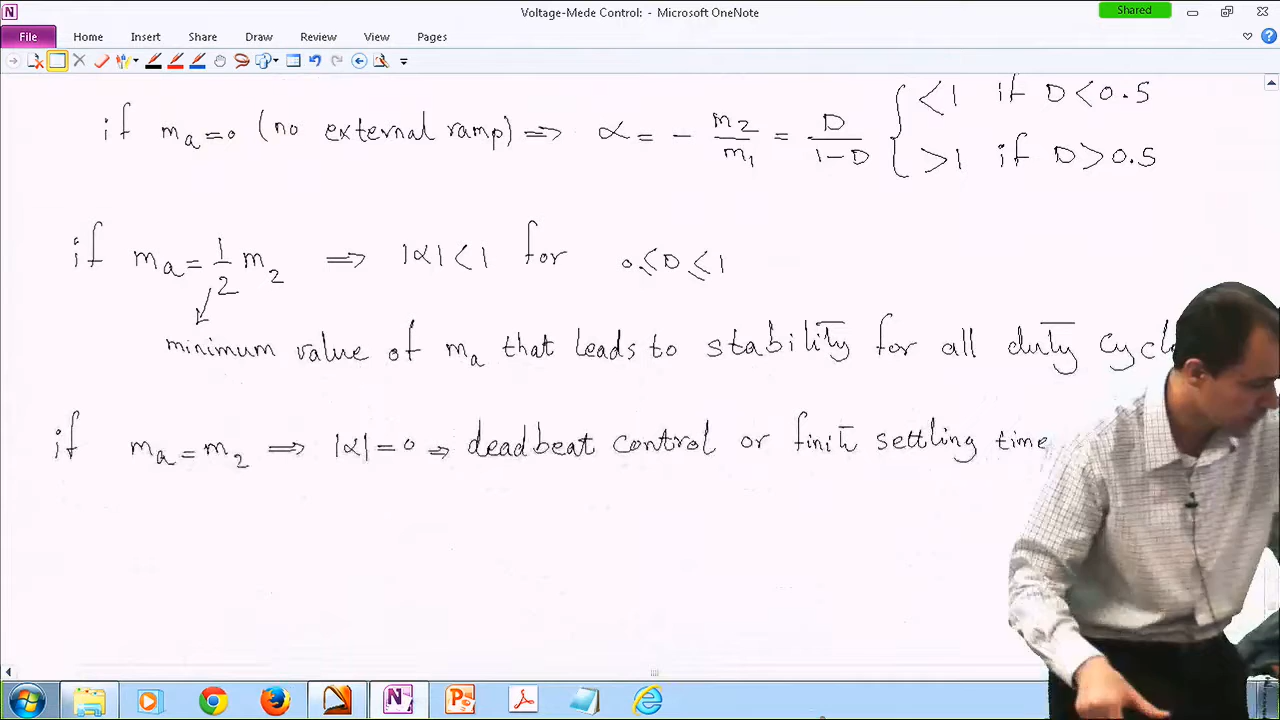 Voltage-Mede Control: - Microsoft OneNote
Shared
File Home Insert Share Draw Review View Pages
if mₐ=0 (no external ramp) ⇒ α = - m₂/m₁ = D/(1-D) { <1 if D<0.5
>1 if D>0.5
if mₐ = 1/2 m₂ ⇒ |α|<1 for 0≤D≤1
minimum value of mₐ that leads to stability for all duty cycle
if mₐ = m₂ ⇒ |α|=0 ⇒ deadbeat control or finite settling time